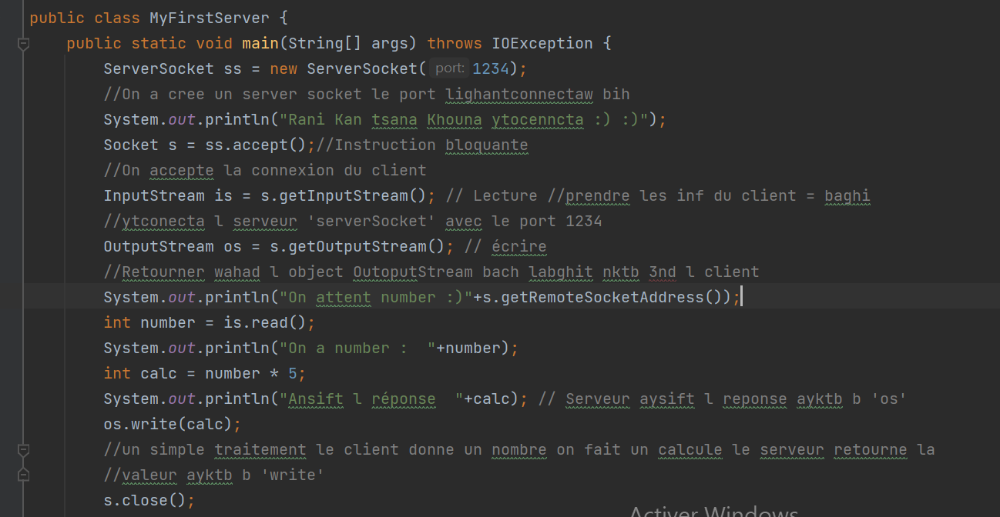 public class MyFirstServer {
public static void main(String[] args) throws IOException {
ServerSocket ss = new ServerSocket( port: 1234);
//On a cree un server socket le port lighantconnectaw bih
System.out.println("Rani Kan tsana Khouna ytocenncta :) :)");
Socket s = ss.accept();//Instruction bloquante
//On accepte la connexion du client
InputStream is = s.getInputStream(); // Lecture //prendre les inf du client = baghi
//ytconecta l serveur 'serverSocket' avec le port 1234
OutputStream os = s.getOutputStream(); // écrire
//Retourner wahad l object OutoputStream bach labghit nktb 3nd l client
System.out.println("On attent number :)"+s.getRemoteSocketAddress());
int number = is.read();
System.out.println("On a number :  "+number);
int calc = number * 5;
System.out.println("Ansift l réponse  "+calc); // Serveur aysift l reponse ayktb b 'os'
os.write(calc);
//un simple traitement le client donne un nombre on fait un calcule le serveur retourne la
//valeur ayktb b 'write'
s.close();
Activer Windows